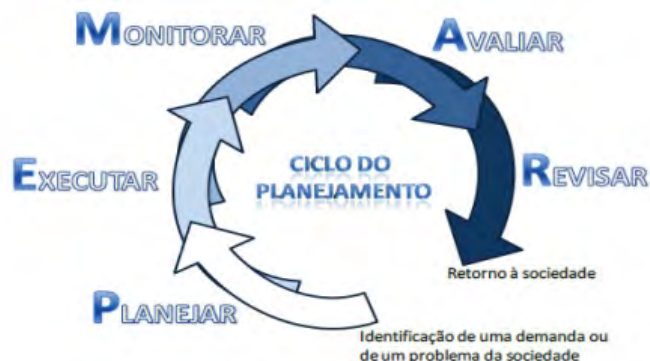 MONITORAR
AVALIAR
EXECUTAR
CICLO DO
PLANEJAMENTO
REVISAR
Retorno à sociedade
PLANEJAR
Identificação de uma demanda ou
de um problema da sociedade